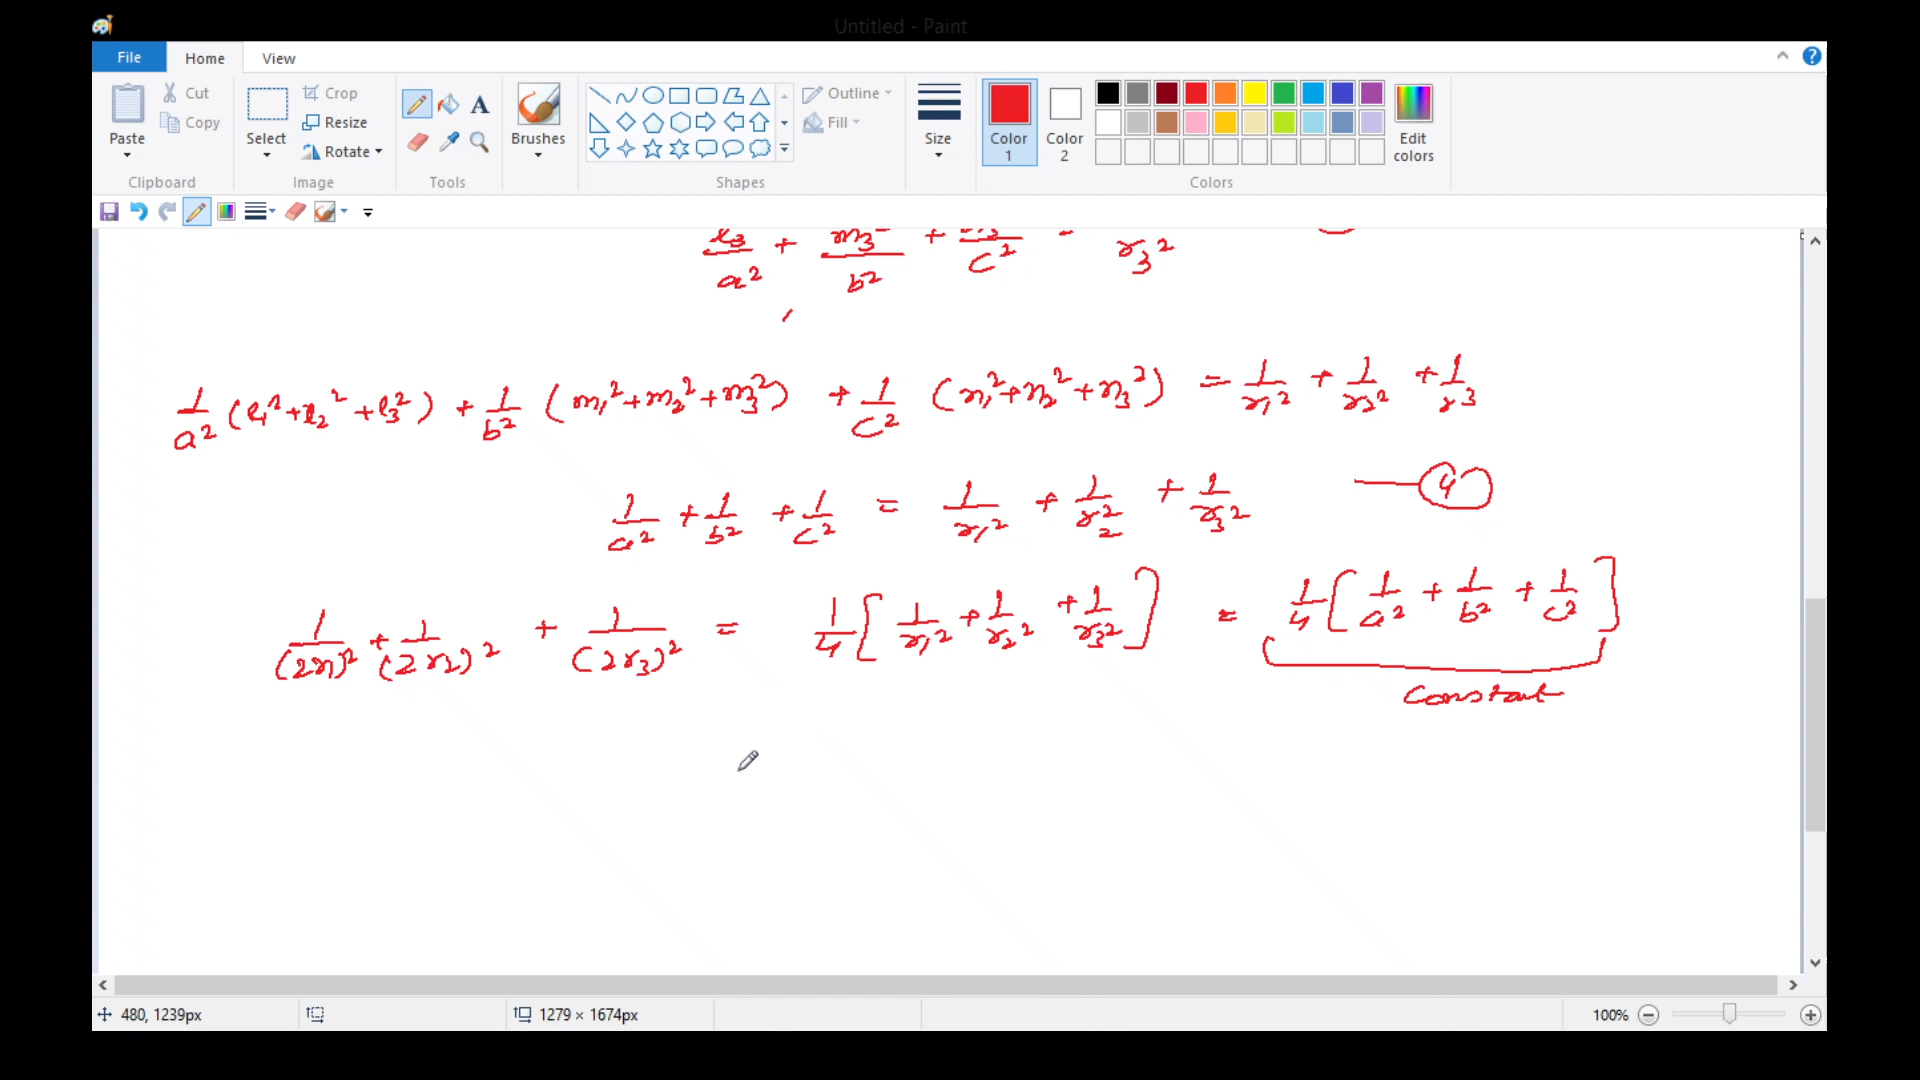 Untitled - Paint
File Home View
Paste Cut Copy Clipboard
Select Crop Resize Rotate Image
A Tools
Brushes
Outline Fill Shapes
Size
Color 1 Color 2 Edit colors Colors
l3/a² + m3²/b² + /c² = /r3²
1/a² (l1² + l2² + l3²) + 1/b² (m1² + m2² + m3²) + 1/c² (n1² + n2² + n3²) = 1/r1² + 1/r2² + 1/r3
1/a² + 1/b² + 1/c² = 1/r1² + 1/r2² + 1/r3² — 4
1/(2r1)² + 1/(2r2)² + 1/(2r3)² = 1/4 [1/r1² + 1/r2² + 1/r3²] = 1/4 [1/a² + 1/b² + 1/c²]
constant
480, 1239px 1279 × 1674px 100%